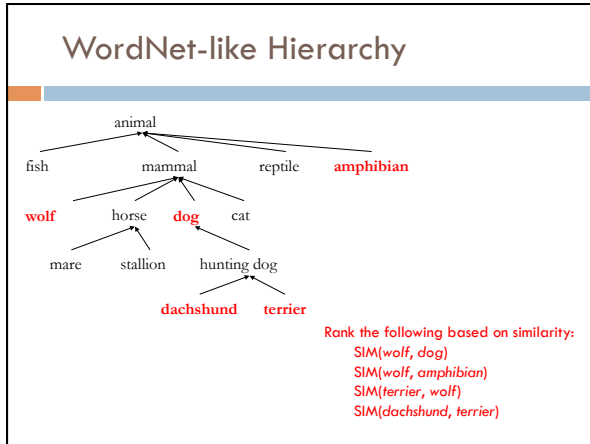 WordNet-like Hierarchy
animal
fish mammal reptile amphibian
wolf horse dog cat
mare stallion hunting dog
dachshund terrier
Rank the following based on similarity:
SIM(wolf, dog)
SIM(wolf, amphibian)
SIM(terrier, wolf)
SIM(dachshund, terrier)